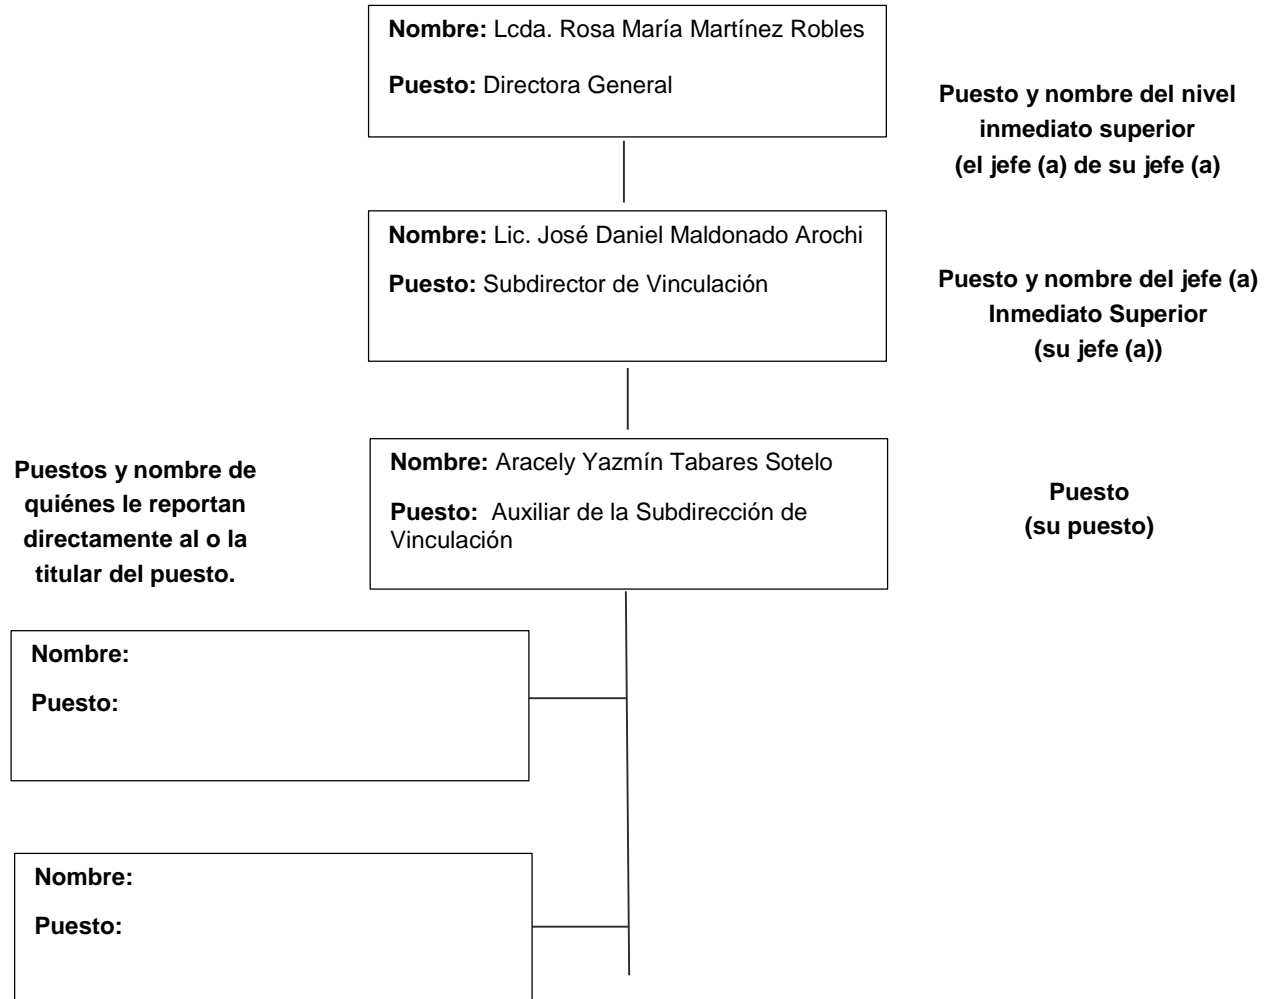 Nombre: Lcda. Rosa María Martínez Robles
Puesto: Directora General
Puesto y nombre del nivel
inmediato superior
(el jefe (a) de su jefe (a)
Nombre: Lic. José Daniel Maldonado Arochi
Puesto: Subdirector de Vinculación
Puesto y nombre del jefe (a)
Inmediato Superior
(su jefe (a))
Nombre: Aracely Yazmín Tabares Sotelo
Puesto: Auxiliar de la Subdirección de
Vinculación
Puesto
(su puesto)
Puestos y nombre de
quiénes le reportan
directamente al o la
titular del puesto.
Nombre:
Puesto:
Nombre:
Puesto: